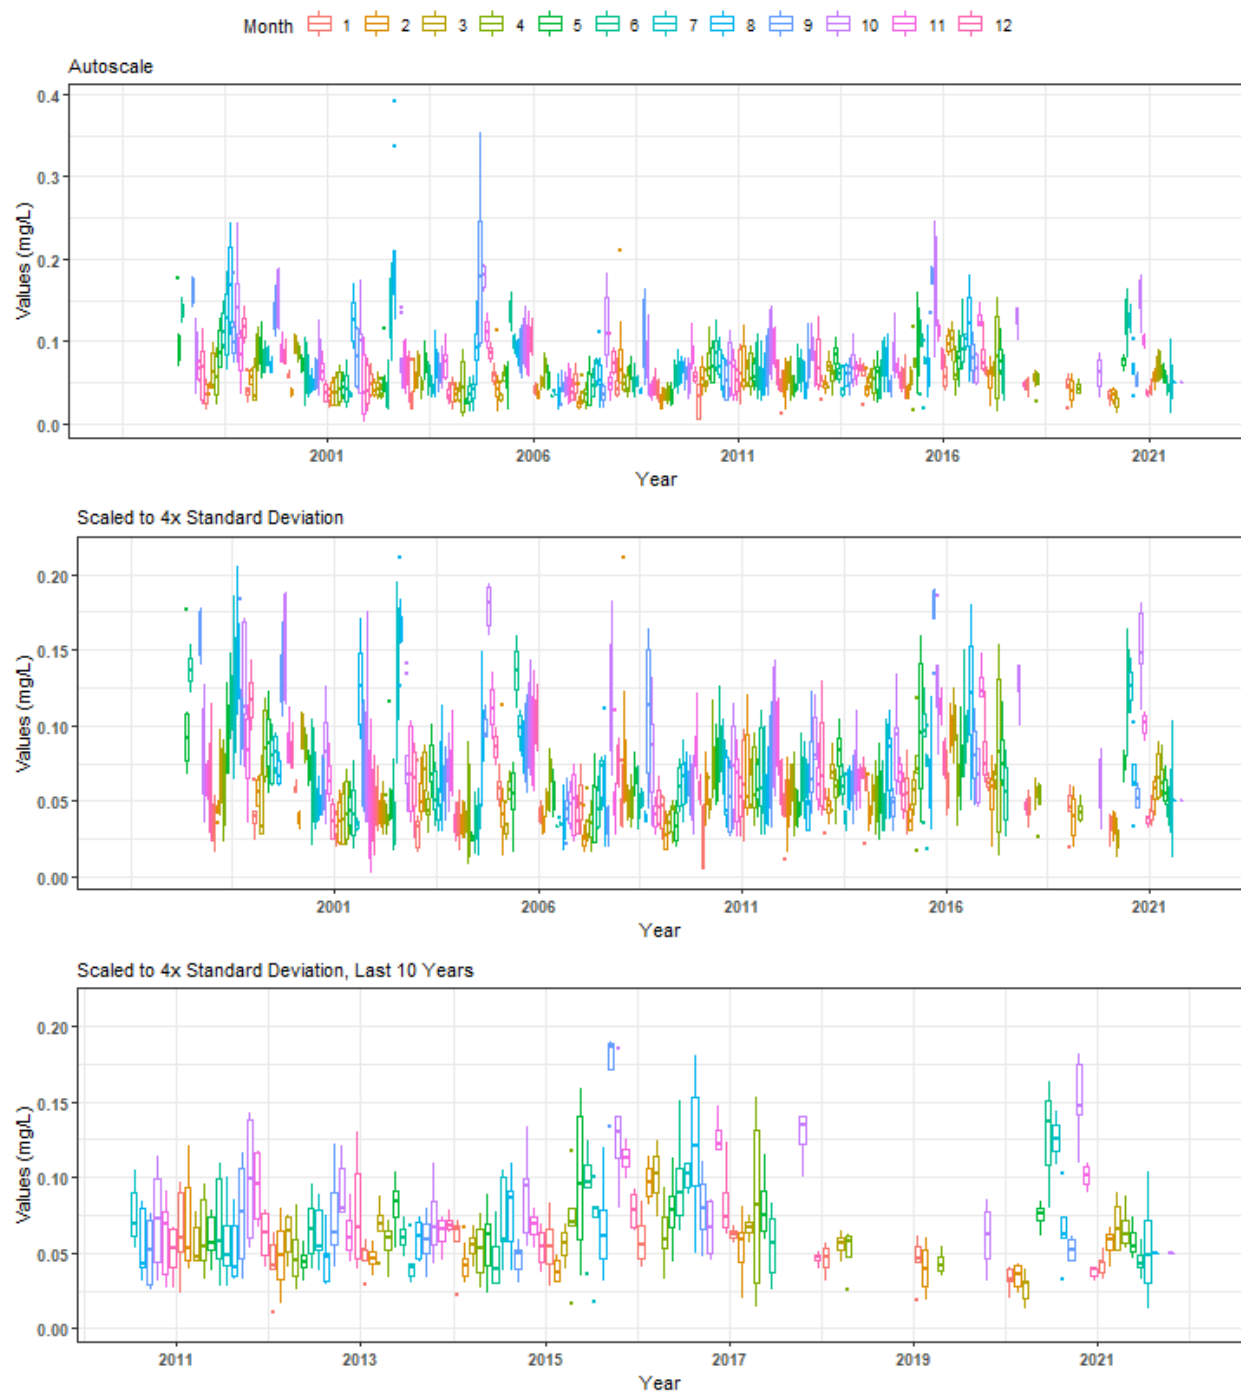 Month 1 2 3 4 5 6 7 8 9 10 11 12
Autoscale
Values (mg/L)
0.4
0.3
0.2
0.1
0.0
2001 2006 2011 2016 2021
Year
Scaled to 4x Standard Deviation
Values (mg/L)
0.20
0.15
0.10
0.05
0.00
2001 2006 2011 2016 2021
Year
Scaled to 4x Standard Deviation, Last 10 Years
Values (mg/L)
0.20
0.15
0.10
0.05
0.00
2011 2013 2015 2017 2019 2021
Year